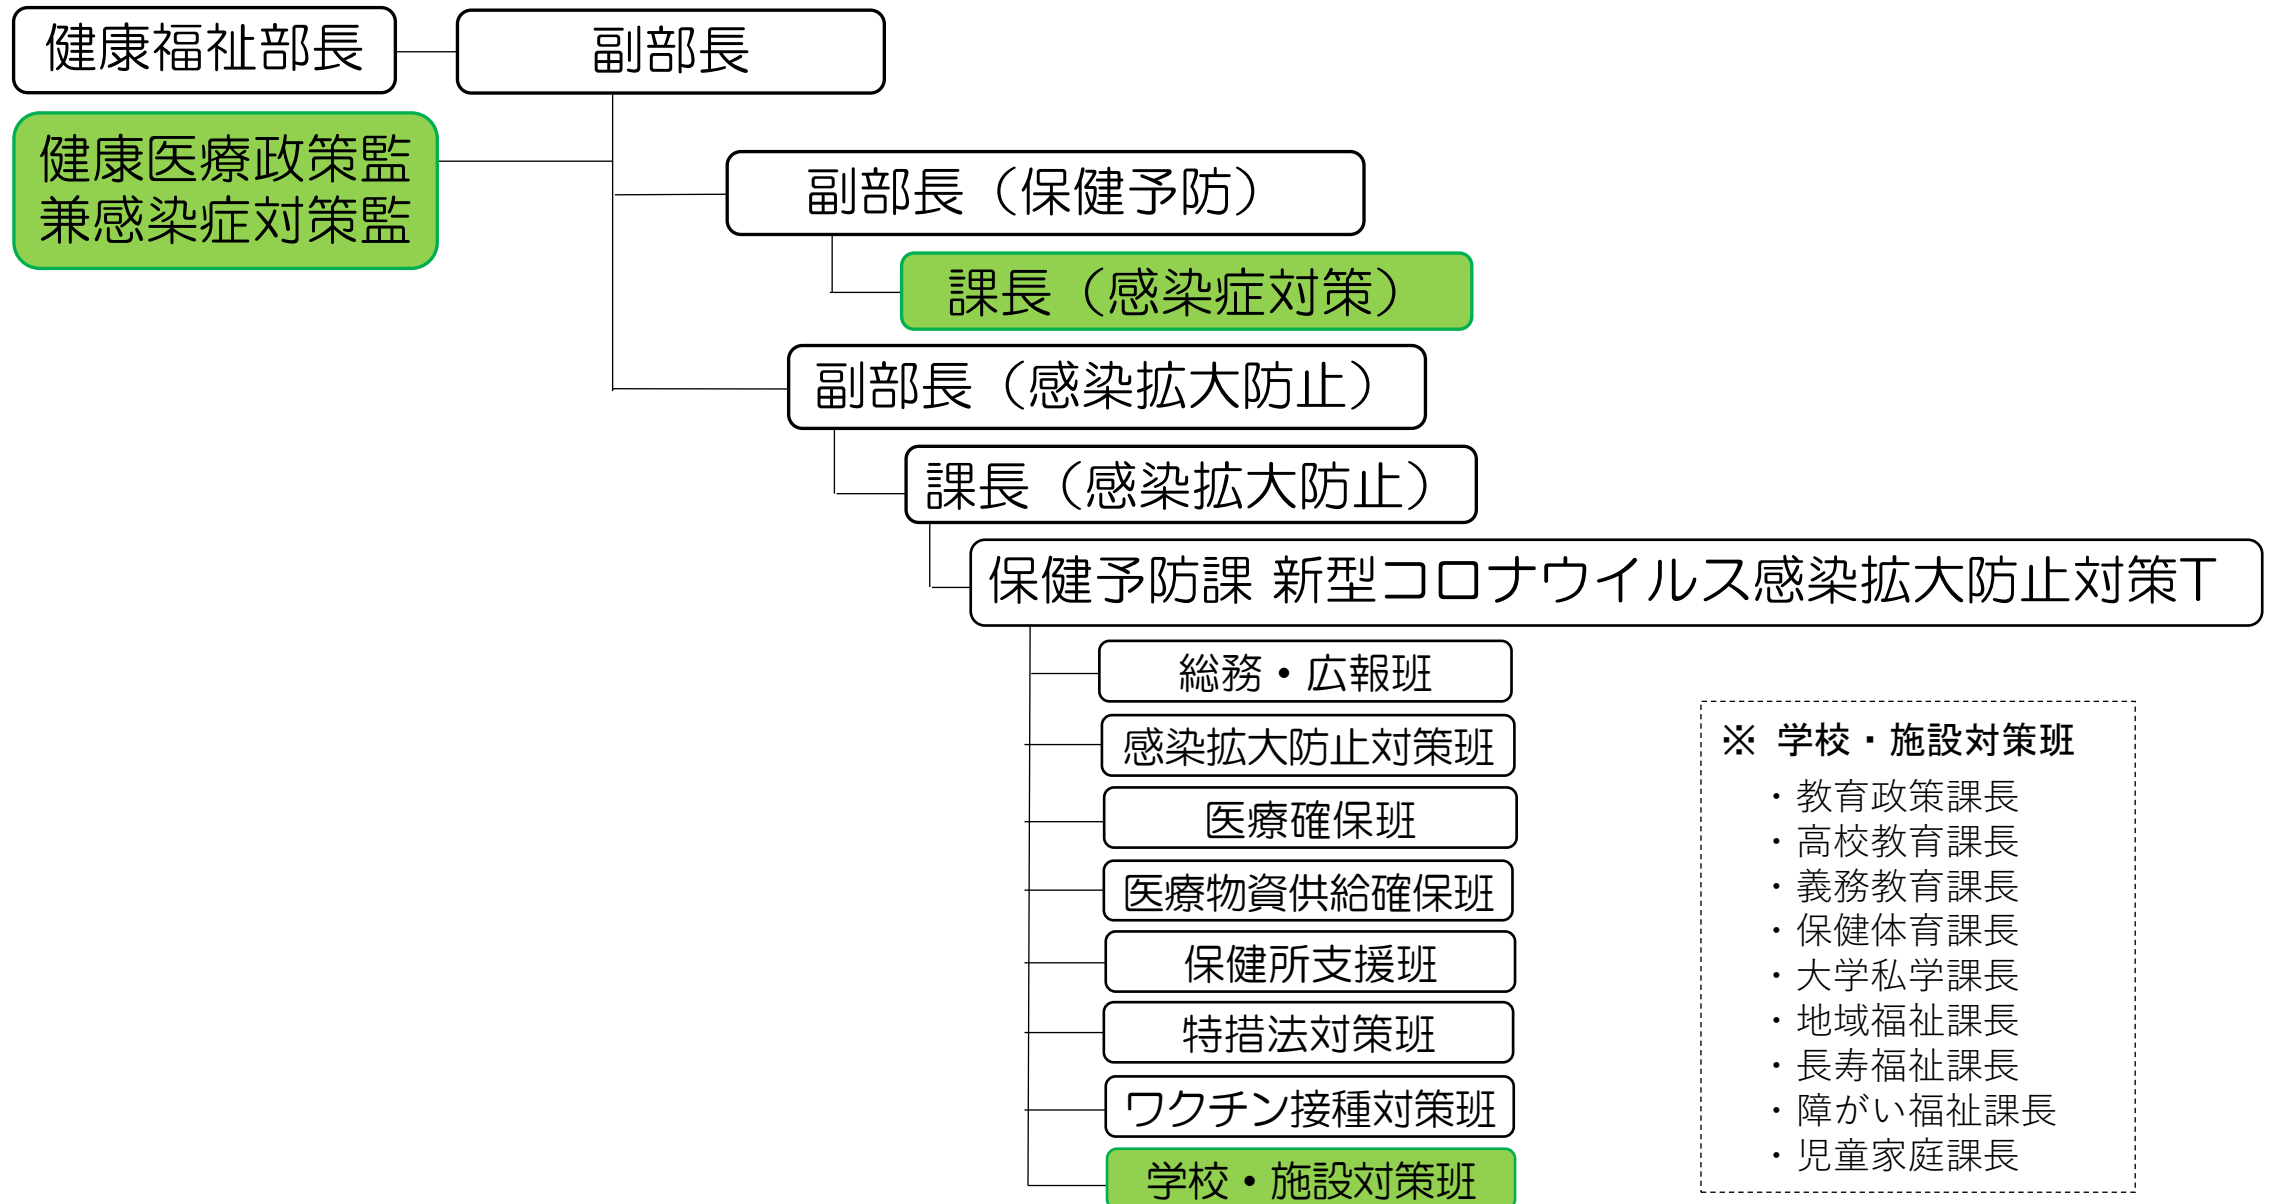 健康福祉部長
副部長
健康医療政策監
兼感染症対策監
副部長（保健予防）
課長（感染症対策）
副部長（感染拡大防止）
課長（感染拡大防止）
保健予防課 新型コロナウイルス感染拡大防止対策T
総務・広報班
感染拡大防止対策班
医療確保班
医療物資供給確保班
保健所支援班
特措法対策班
ワクチン接種対策班
学校・施設対策班
※ 学校・施設対策班
・教育政策課長
・高校教育課長
・義務教育課長
・保健体育課長
・大学私学課長
・地域福祉課長
・長寿福祉課長
・障がい福祉課長
・児童家庭課長